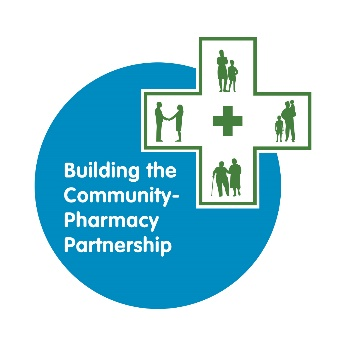 Building the
Community-
Pharmacy
Partnership